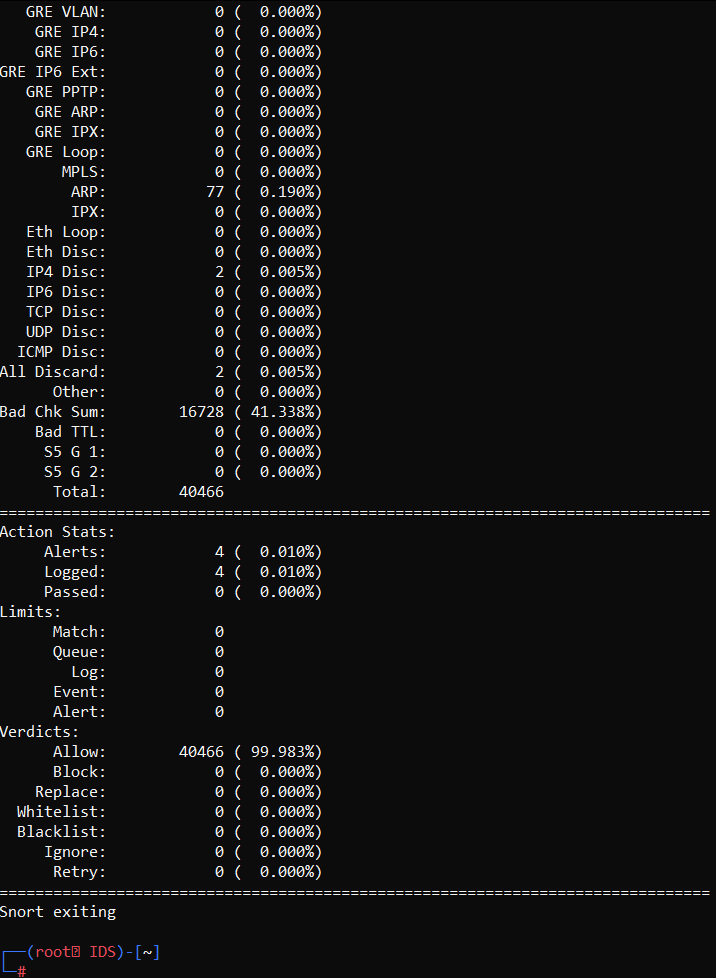 GRE VLAN: 0 ( 0.000%)
GRE IP4: 0 ( 0.000%)
GRE IP6: 0 ( 0.000%)
GRE IP6 Ext: 0 ( 0.000%)
GRE PPTP: 0 ( 0.000%)
GRE ARP: 0 ( 0.000%)
GRE IPX: 0 ( 0.000%)
GRE Loop: 0 ( 0.000%)
MPLS: 0 ( 0.000%)
ARP: 77 ( 0.190%)
IPX: 0 ( 0.000%)
Eth Loop: 0 ( 0.000%)
Eth Disc: 0 ( 0.000%)
IP4 Disc: 2 ( 0.005%)
IP6 Disc: 0 ( 0.000%)
TCP Disc: 0 ( 0.000%)
UDP Disc: 0 ( 0.000%)
ICMP Disc: 0 ( 0.000%)
All Discard: 2 ( 0.005%)
Other: 0 ( 0.000%)
Bad Chk Sum: 16728 ( 41.338%)
Bad TTL: 0 ( 0.000%)
S5 G 1: 0 ( 0.000%)
S5 G 2: 0 ( 0.000%)
Total: 40466
===============================================================================
Action Stats:
Alerts: 4 ( 0.010%)
Logged: 4 ( 0.010%)
Passed: 0 ( 0.000%)
Limits:
Match: 0
Queue: 0
Log: 0
Event: 0
Alert: 0
Verdicts:
Allow: 40466 ( 99.983%)
Block: 0 ( 0.000%)
Replace: 0 ( 0.000%)
Whitelist: 0 ( 0.000%)
Blacklist: 0 ( 0.000%)
Ignore: 0 ( 0.000%)
Retry: 0 ( 0.000%)
===============================================================================
Snort exiting
┌──(root IDS)-[~]
└─#